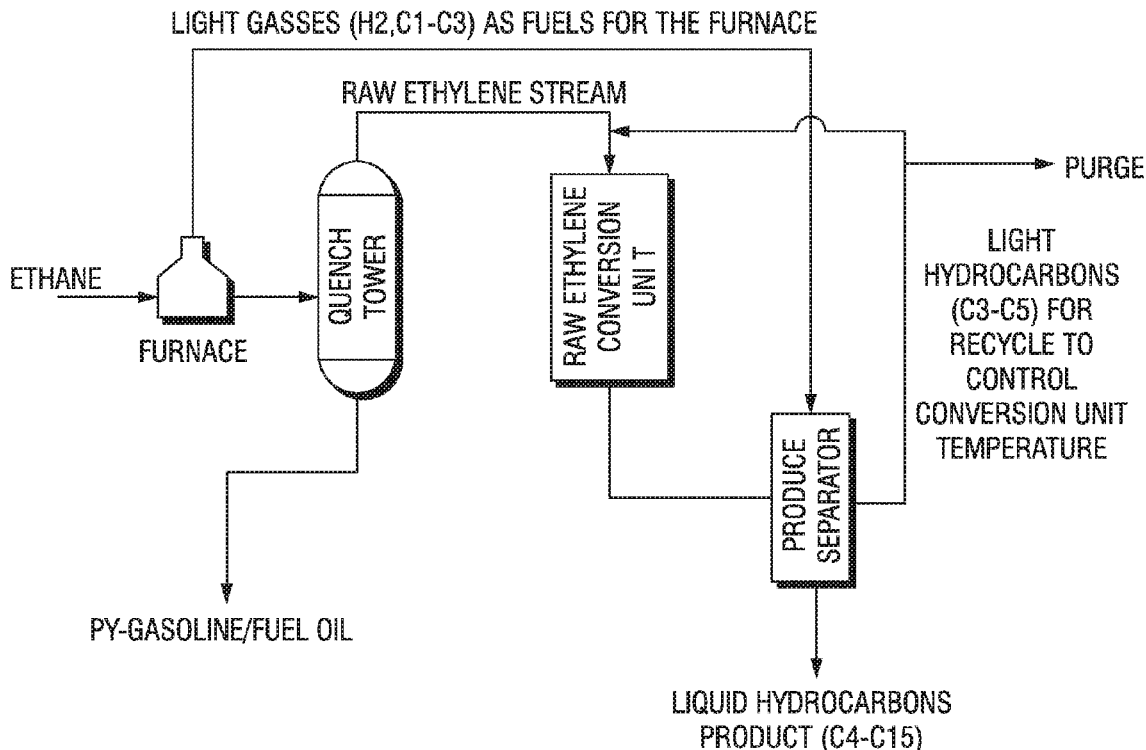 LIGHT GASSES (H2,C1-C3) AS FUELS FOR THE FURNACE
RAW ETHYLENE STREAM
PURGE
ETHANE
FURNACE
QUENCH
TOWER
RAW ETHYLENE
CONVERSION
UNI T
LIGHT
HYDROCARBONS
(C3-C5) FOR
RECYCLE TO
CONTROL
CONVERSION UNIT
TEMPERATURE
PRODUCE
SEPARATOR
PY-GASOLINE/FUEL OIL
LIQUID HYDROCARBONS
PRODUCT (C4-C15)